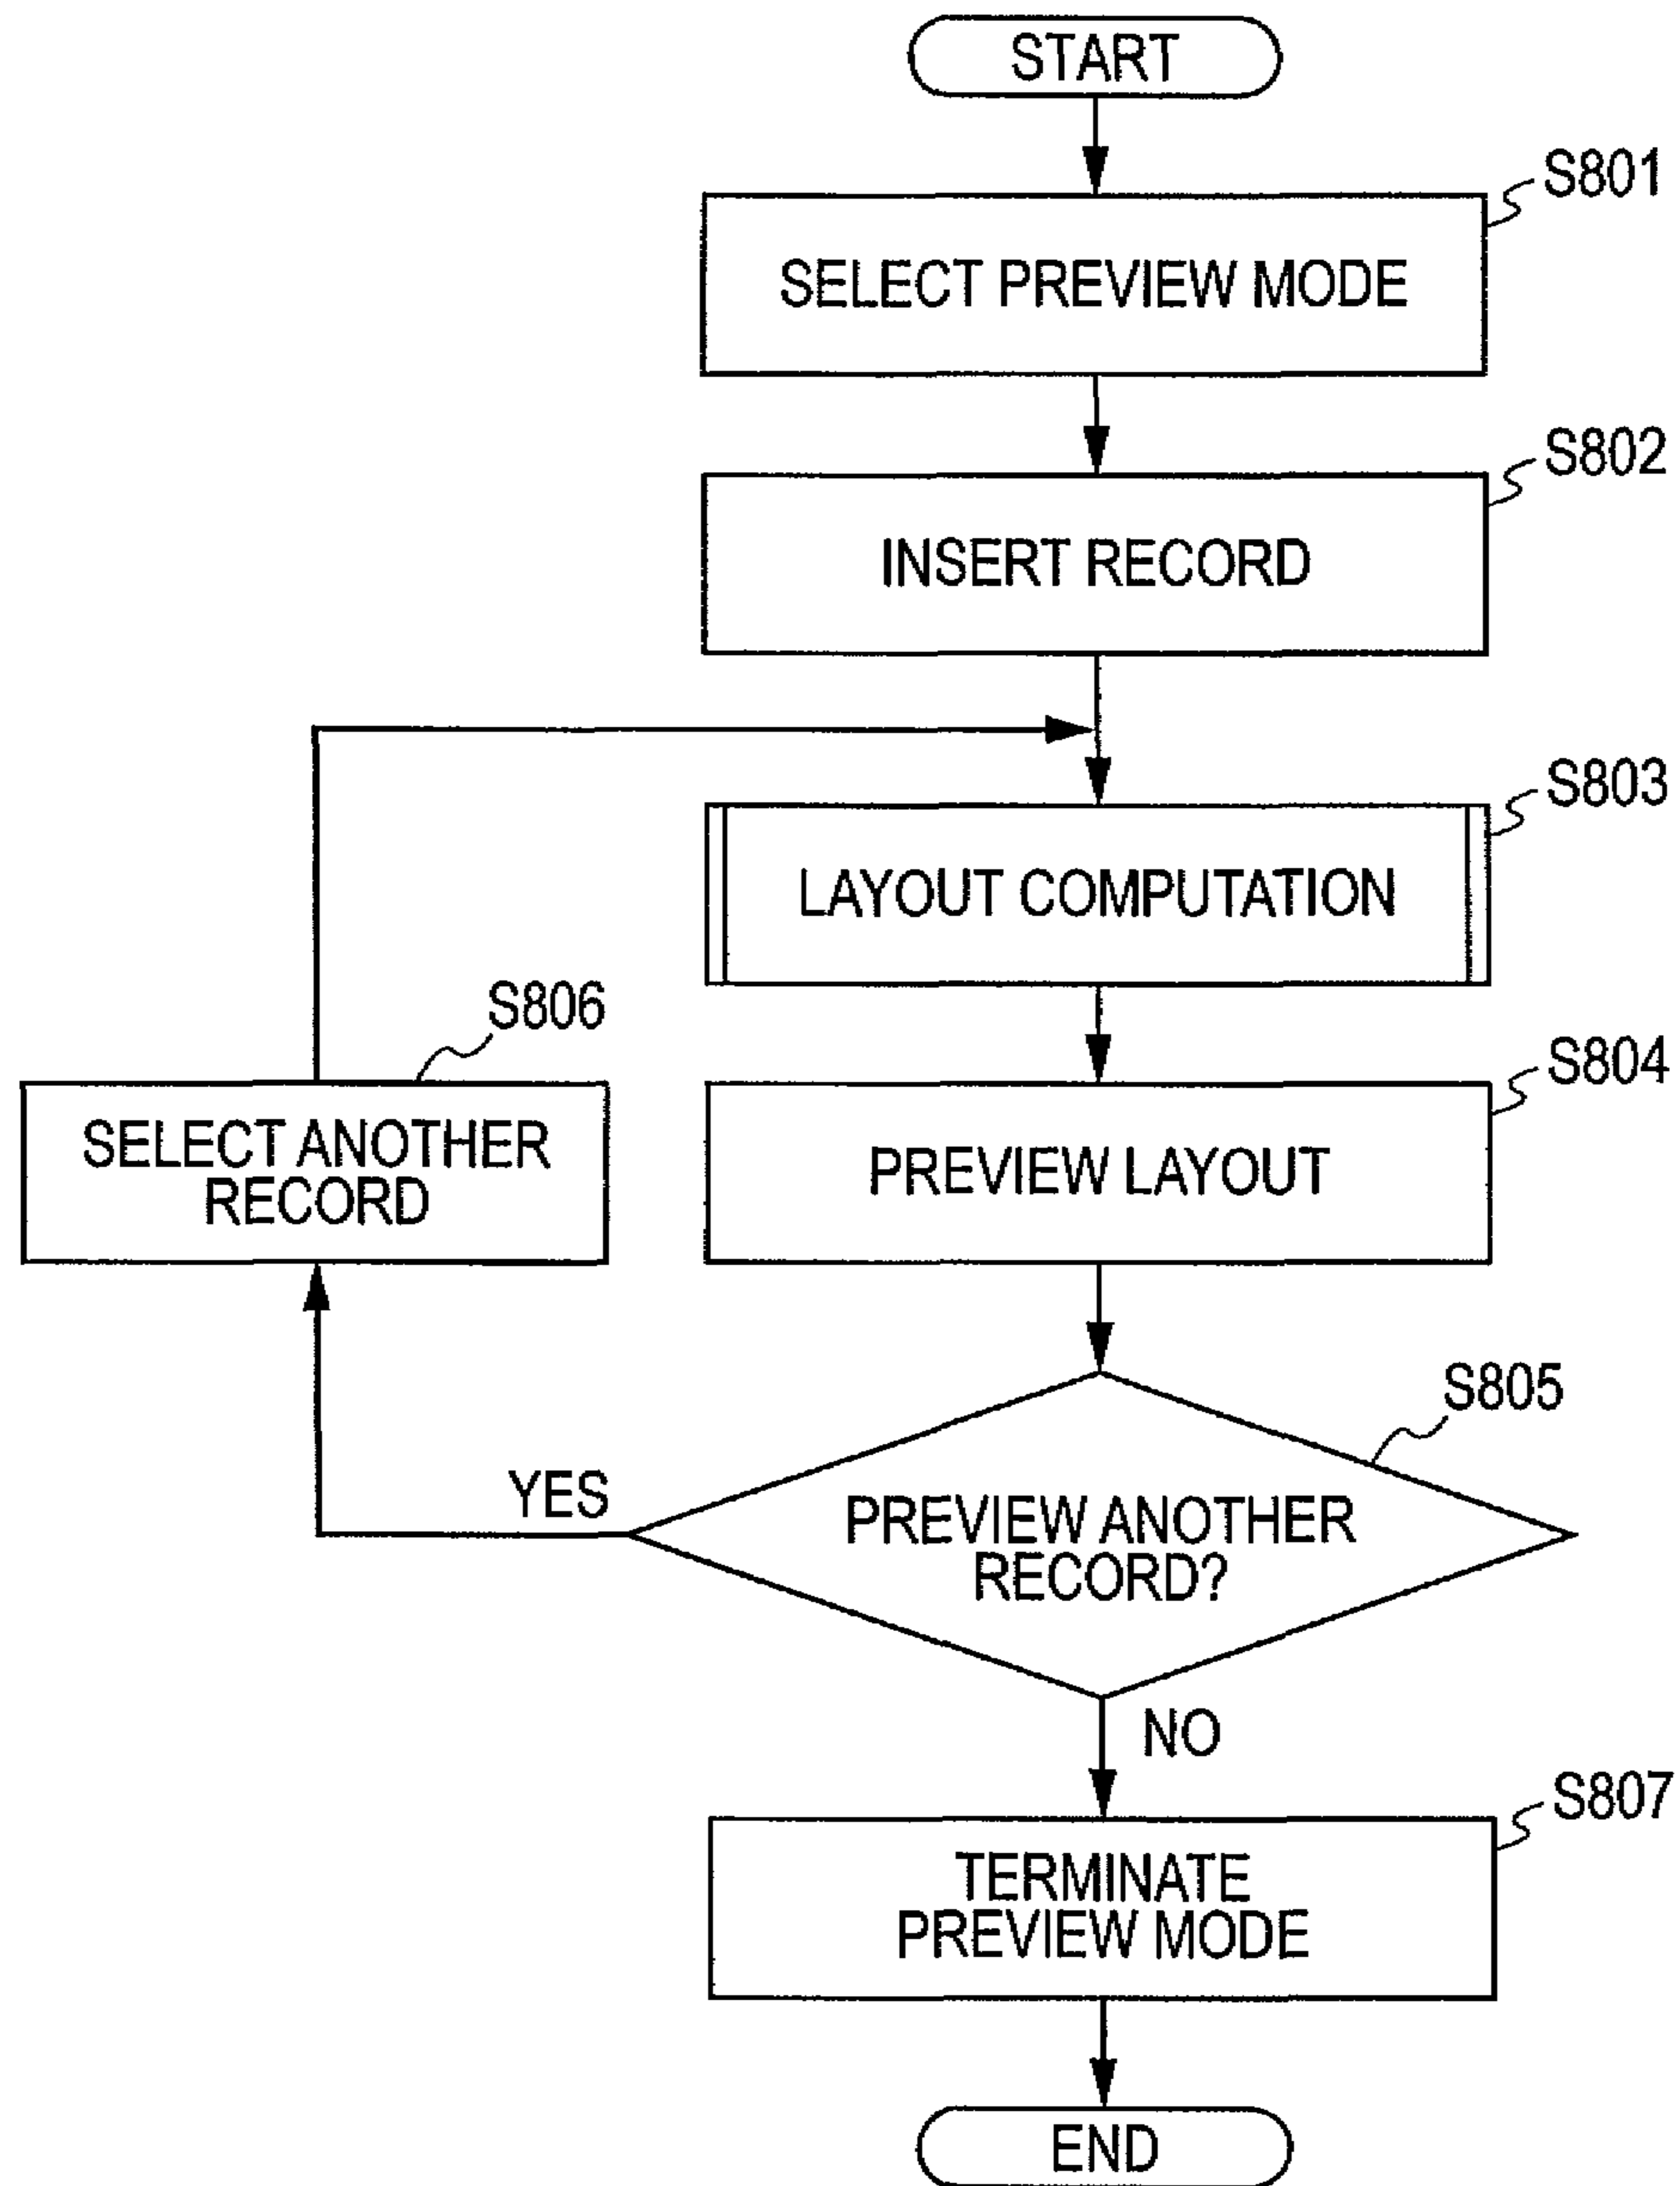 START
S801
SELECT PREVIEW MODE
S802
INSERT RECORD
S803
LAYOUT COMPUTATION
S806
SELECT ANOTHER
RECORD
S804
PREVIEW LAYOUT
S805
YES
PREVIEW ANOTHER
RECORD?
NO
S807
TERMINATE
PREVIEW MODE
END